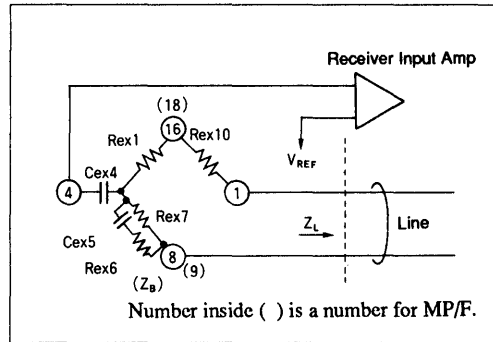 Receiver Input Amp
(18)
16
Rex1
Rex10
VREF
Cex4
4
1
Rex7
ZL
Line
Cex5
8
Rex6
(ZB)
(9)
Number inside ( ) is a number for MP/F.